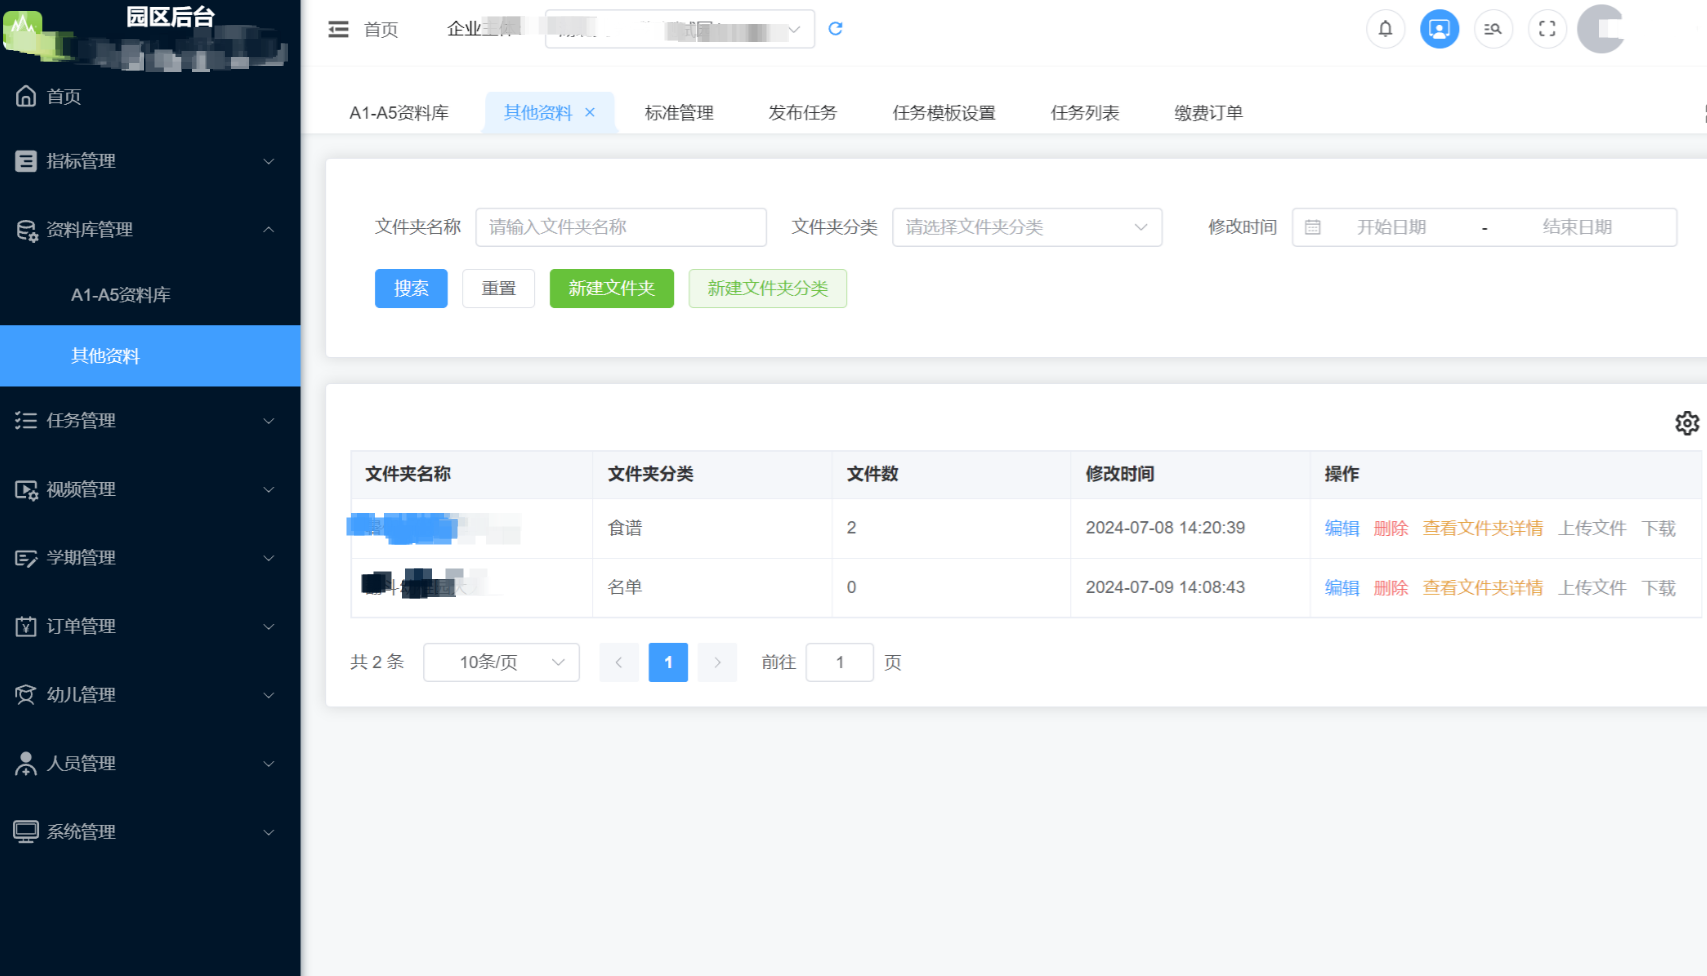 园区后台
首页
指标管理
资料库管理
A1-A5资料库
其他资料
任务管理
视频管理
学期管理
订单管理
幼儿管理
人员管理
系统管理
首页 企业主体
A1-A5资料库 其他资料 标准管理 发布任务 任务模板设置 任务列表 缴费订单
文件夹名称 请输入文件夹名称 文件夹分类 请选择文件夹分类 修改时间 开始日期 - 结束日期
搜索 重置 新建文件夹 新建文件夹分类
文件夹名称 文件夹分类 文件数 修改时间 操作
食谱 2 2024-07-08 14:20:39 编辑 删除 查看文件夹详情 上传文件 下载
名单 0 2024-07-09 14:08:43 编辑 删除 查看文件夹详情 上传文件 下载
共 2 条 10条/页 1 前往 1 页